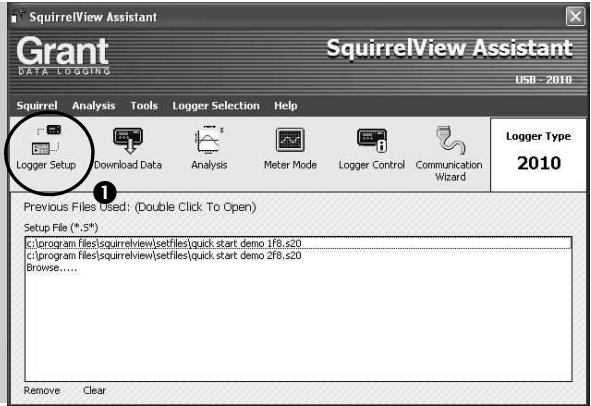 SquirrelView Assistant
Grant
DATA LOGGING
SquirrelView Assistant
USB - 2010
Squirrel Analysis Tools Logger Selection Help
Logger Setup Download Data Analysis Meter Mode Logger Control Communication Wizard
Logger Type
2010
1
Previous Files Used: (Double Click To Open)
Setup File (*.S*)
c:\program files\squirrelview\setfiles\quick start demo 1f8.s20
c:\program files\squirrelview\setfiles\quick start demo 2f8.s20
Browse.....
Remove Clear